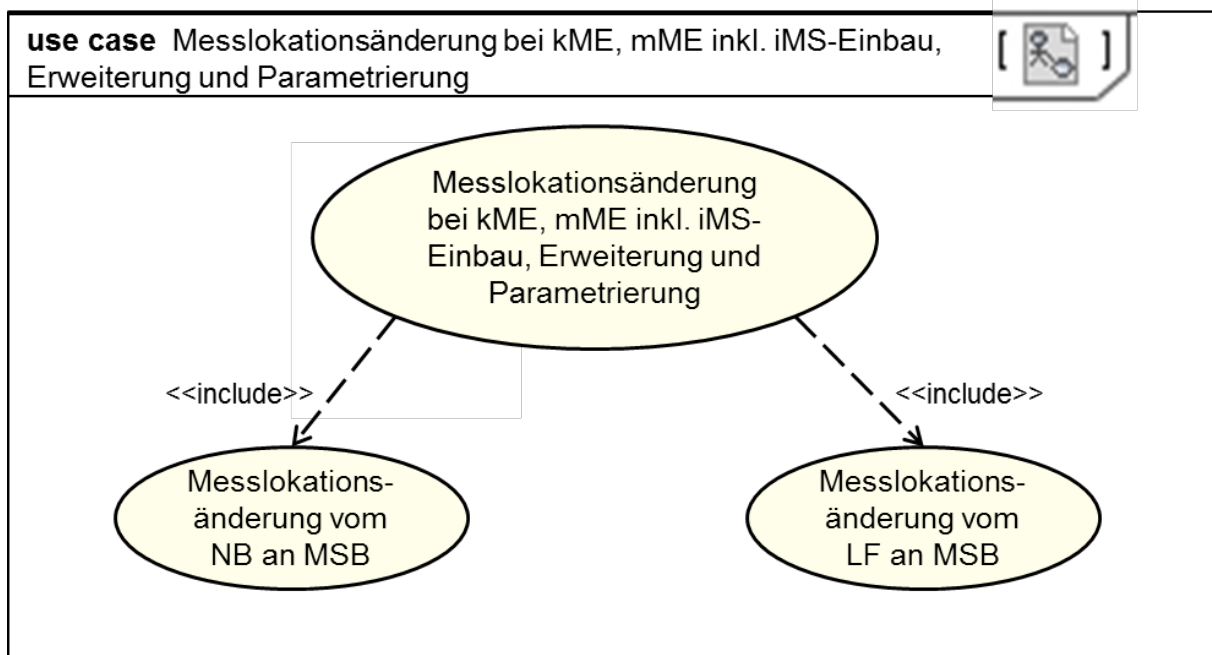 use case Messlokationsänderung bei kME, mME inkl. iMS-Einbau,
Erweiterung und Parametrierung
[ ]
Messlokationsänderung
bei kME, mME inkl. iMS-
Einbau, Erweiterung und
Parametrierung
<<include>>
<<include>>
Messlokations-
änderung vom
NB an MSB
Messlokations-
änderung vom
LF an MSB